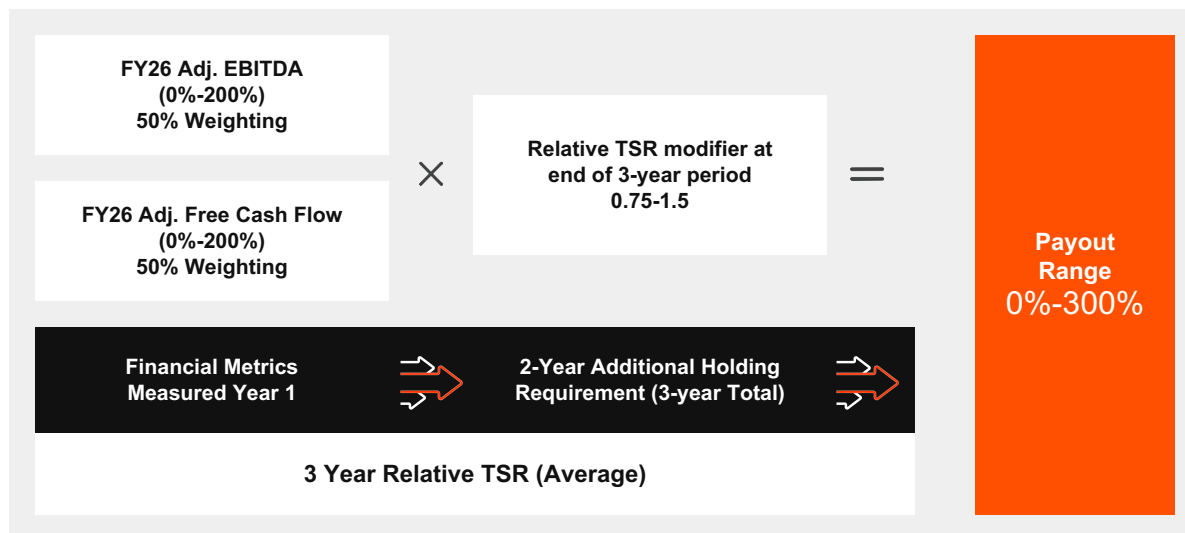 FY26 Adj. EBITDA
(0%-200%)
50% Weighting
FY26 Adj. Free Cash Flow
(0%-200%)
50% Weighting
Relative TSR modifier at
end of 3-year period
0.75-1.5
Payout
Range
0%-300%
Financial Metrics
Measured Year 1
2-Year Additional Holding
Requirement (3-year Total)
3 Year Relative TSR (Average)